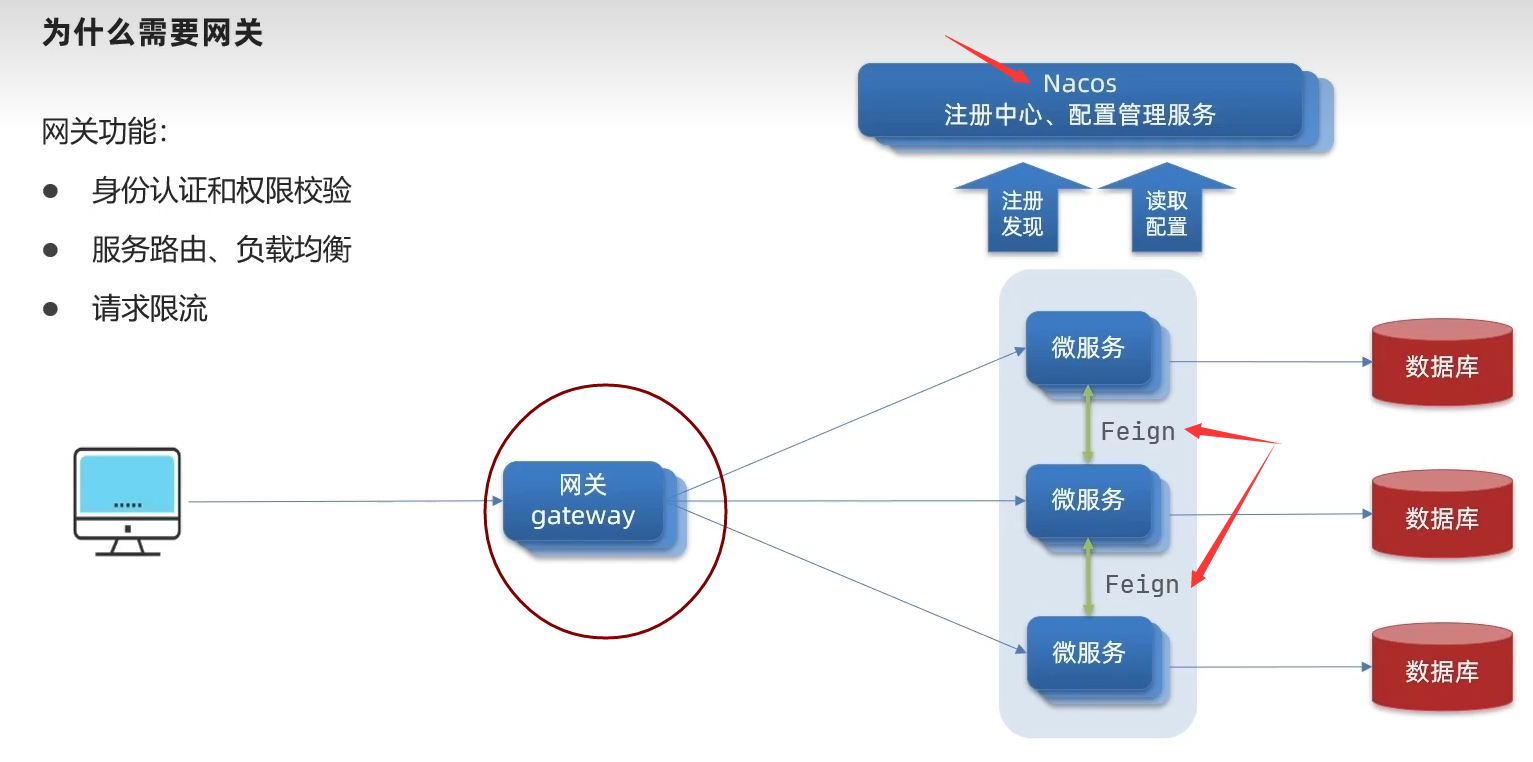 为什么需要网关
网关功能：
● 身份认证和权限校验
● 服务路由、负载均衡
● 请求限流
Nacos
注册中心、配置管理服务
注册
发现
读取
配置
微服务
数据库
Feign
网关
gateway
微服务
数据库
Feign
微服务
数据库